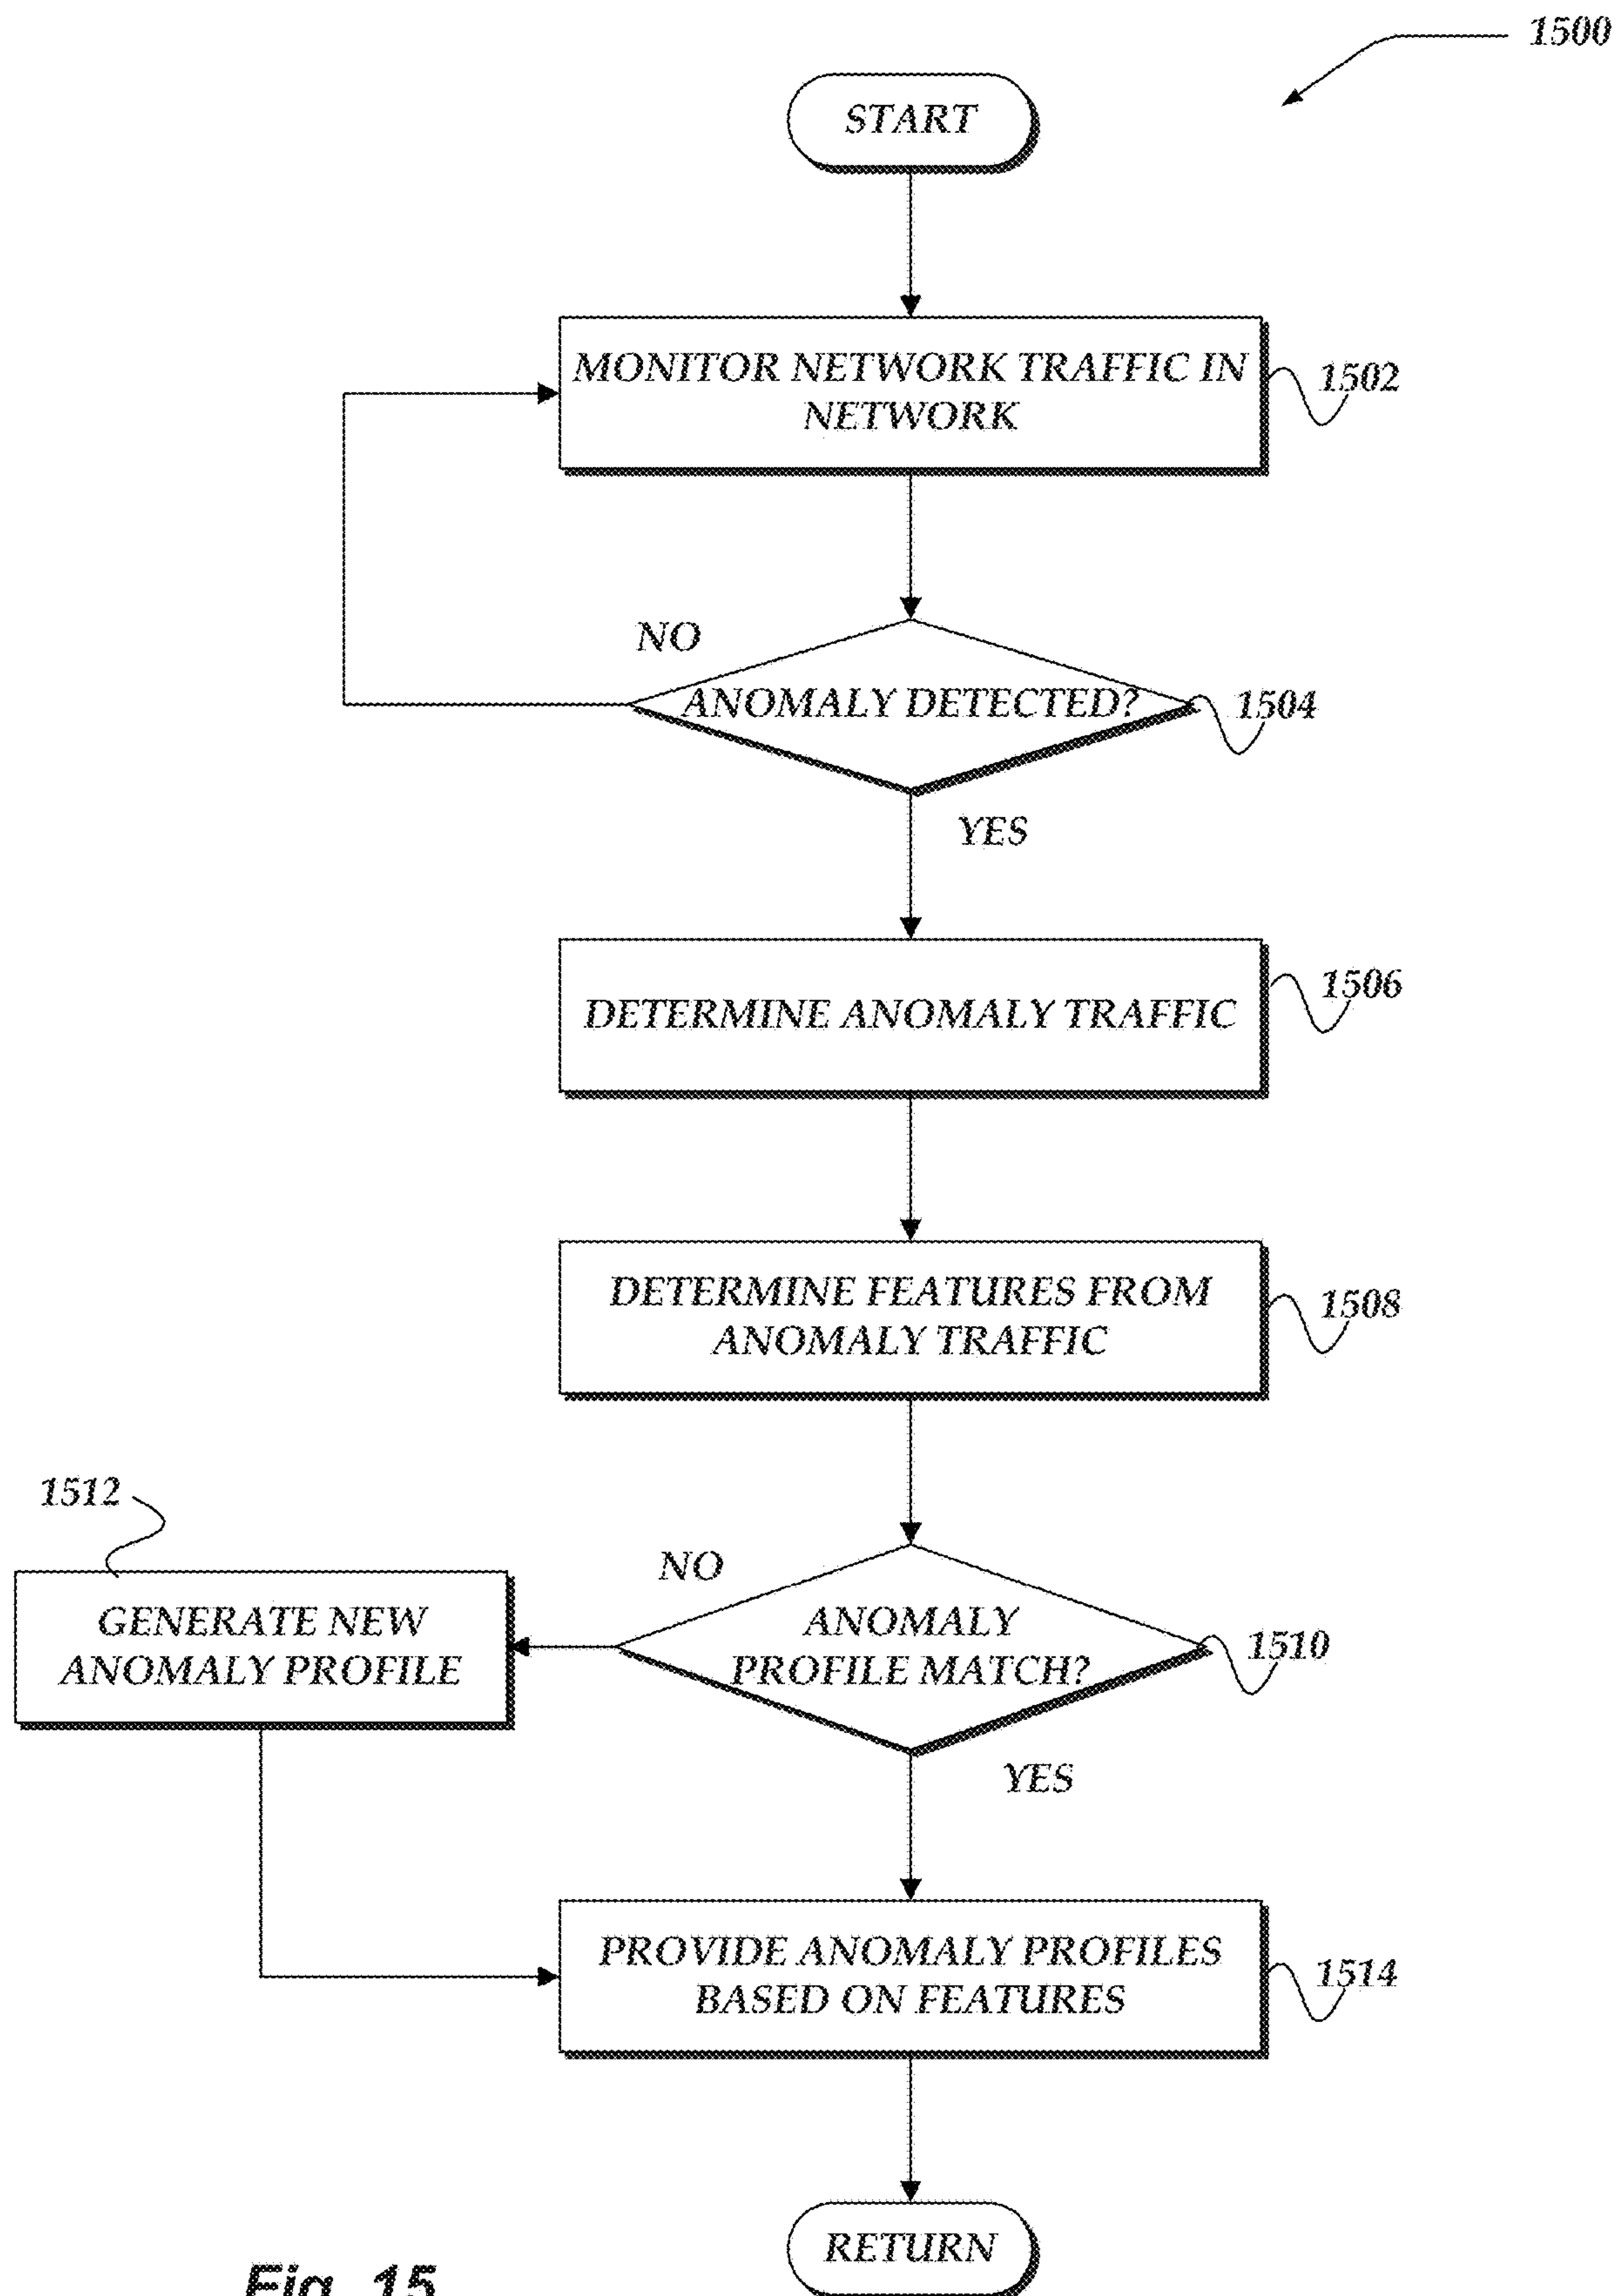 1500
START
MONITOR NETWORK TRAFFIC IN
NETWORK
1502
NO
ANOMALY DETECTED?
1504
YES
DETERMINE ANOMALY TRAFFIC
1506
DETERMINE FEATURES FROM
ANOMALY TRAFFIC
1508
1512
NO
GENERATE NEW
ANOMALY PROFILE
ANOMALY
PROFILE MATCH?
1510
YES
PROVIDE ANOMALY PROFILES
BASED ON FEATURES
1514
RETURN
Fig. 15